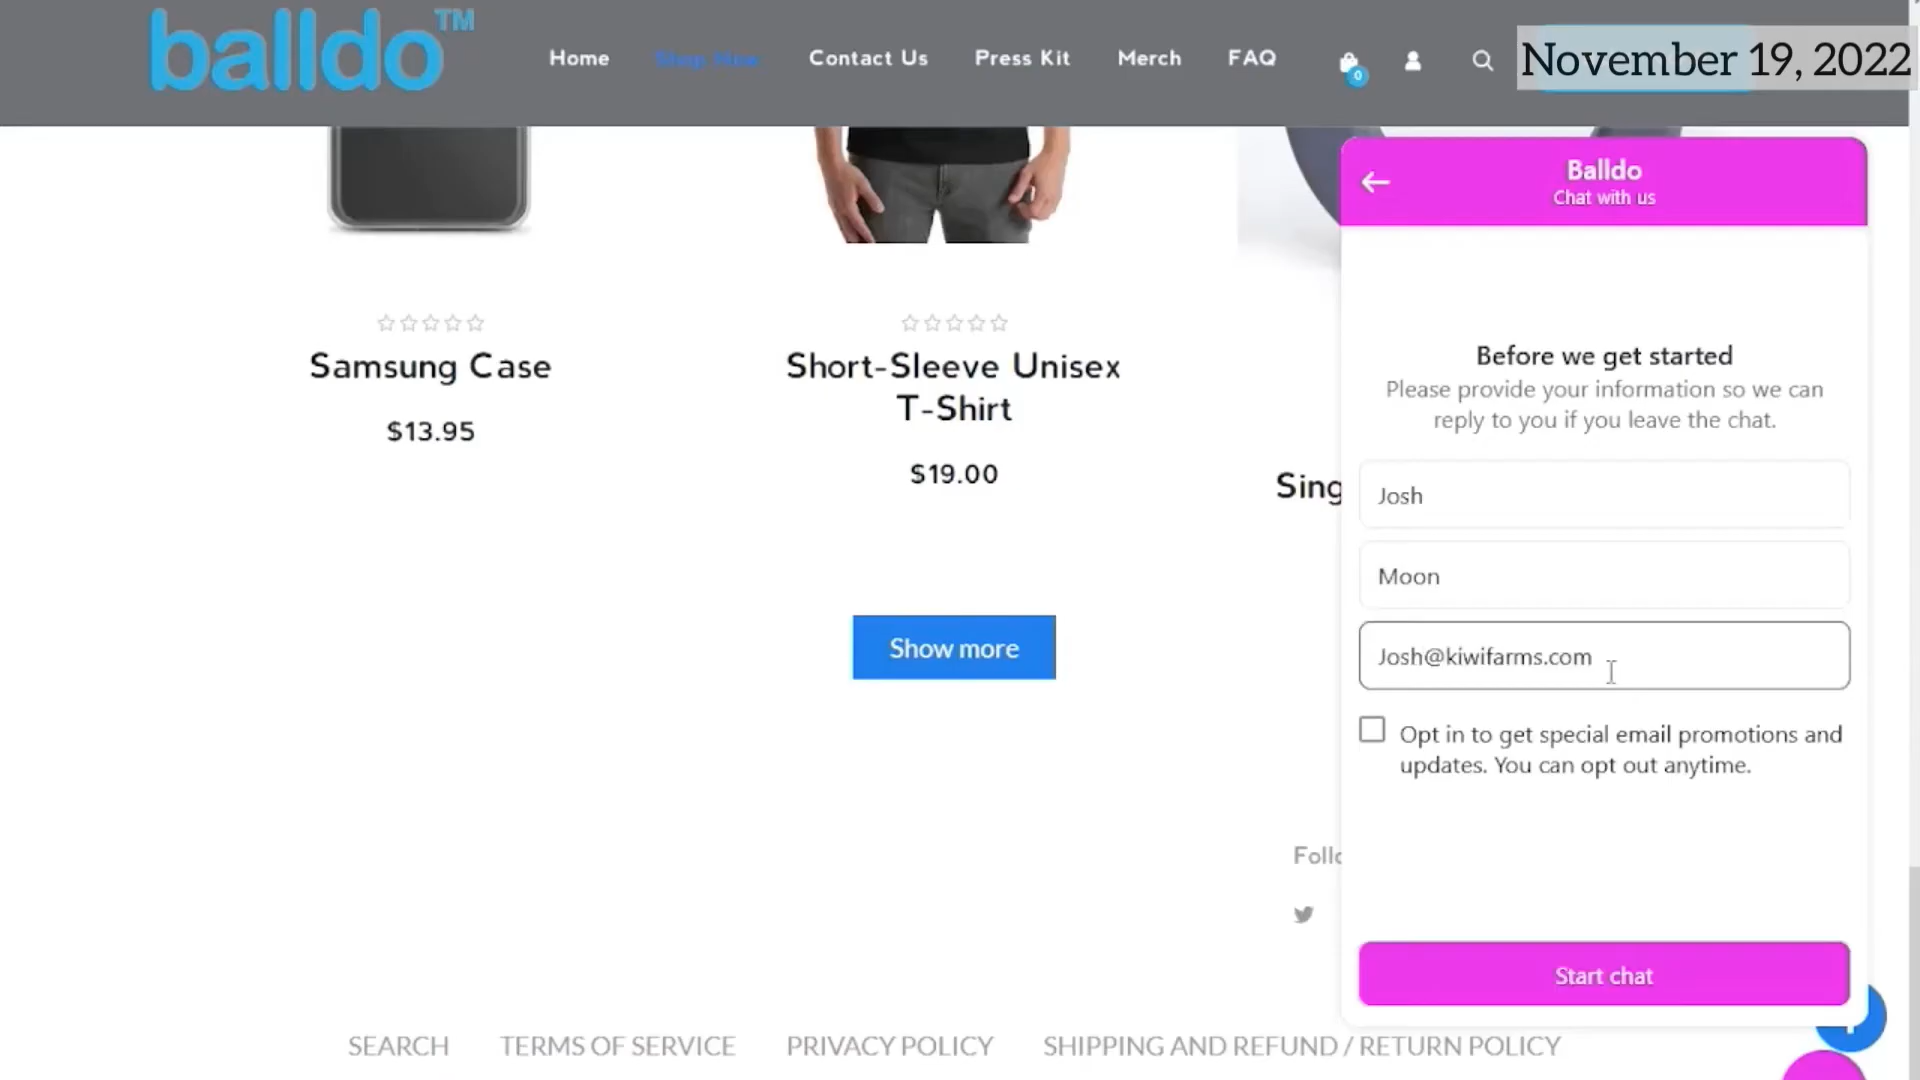 balldo™
Home Shop Now Contact Us Press Kit Merch FAQ
0
November 19, 2022
Balldo
Chat with us
Before we get started
Please provide your information so we can
reply to you if you leave the chat.
Josh
Moon
Josh@kiwifarms.com
Opt in to get special email promotions and
updates. You can opt out anytime.
Start chat
Samsung Case
$13.95
Short-Sleeve Unisex
T-Shirt
$19.00
Sing
Show more
Follo
SEARCH TERMS OF SERVICE PRIVACY POLICY SHIPPING AND REFUND / RETURN POLICY